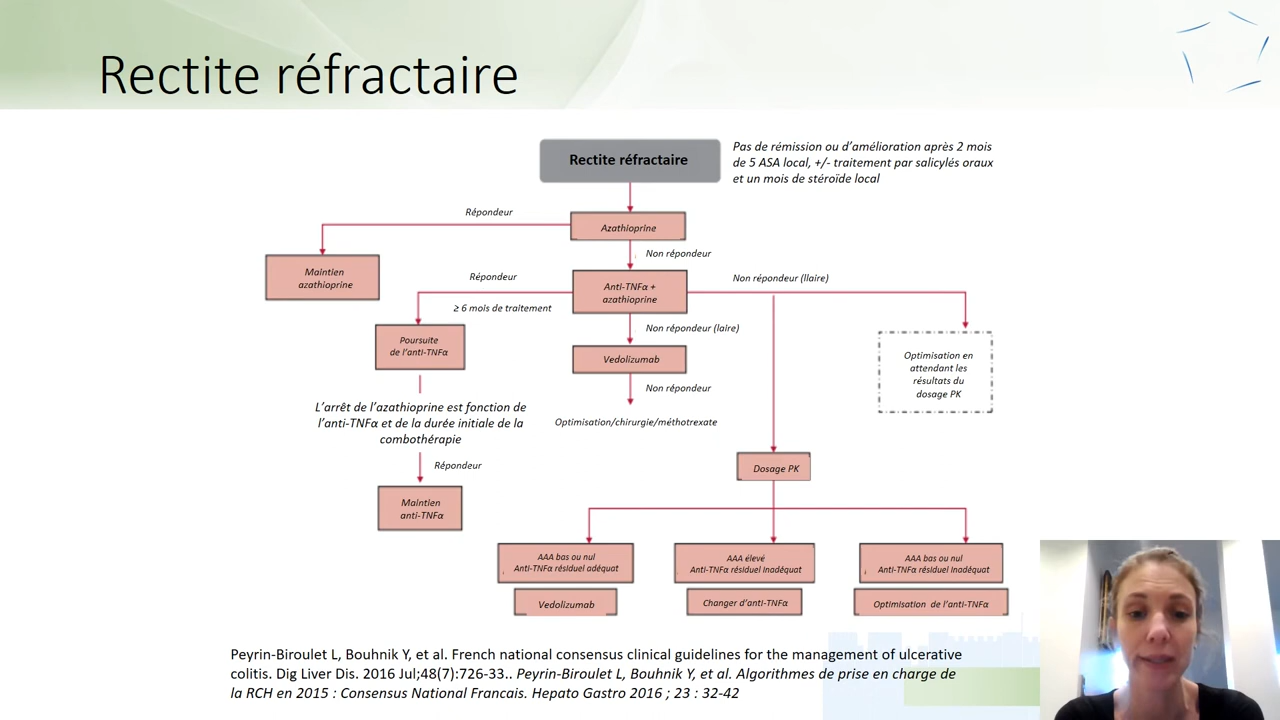 Rectite réfractaire
Rectite réfractaire
Pas de rémission ou d’amélioration après 2 mois
de 5 ASA local, +/- traitement par salicylés oraux
et un mois de stéroïde local
Répondeur
Azathioprine
Non répondeur
Maintien
azathioprine
Répondeur
Anti-TNFα +
azathioprine
Non répondeur (IIaire)
≥ 6 mois de traitement
Poursuite
de l’anti-TNFα
Non répondeur (Iaire)
Vedolizumab
Optimisation en
attendant les
résultats du
dosage PK
Non répondeur
L’arrêt de l’azathioprine est fonction de
l’anti-TNFα et de la durée initiale de la
combothérapie
Optimisation/chirurgie/méthotrexate
Répondeur
Dosage PK
Maintien
anti-TNFα
AAA bas ou nul
Anti-TNFα résiduel adéquat
AAA élevé
Anti-TNFα résiduel Inadéquat
AAA bas ou nul
Anti-TNFα résiduel Inadéquat
Vedolizumab
Changer d’anti-TNFα
Optimisation de l’anti-TNFα
Peyrin-Biroulet L, Bouhnik Y, et al. French national consensus clinical guidelines for the management of ulcerative
colitis. Dig Liver Dis. 2016 Jul;48(7):726-33.. Peyrin-Biroulet L, Bouhnik Y, et al. Algorithmes de prise en charge de
la RCH en 2015 : Consensus National Francais. Hepato Gastro 2016 ; 23 : 32-42